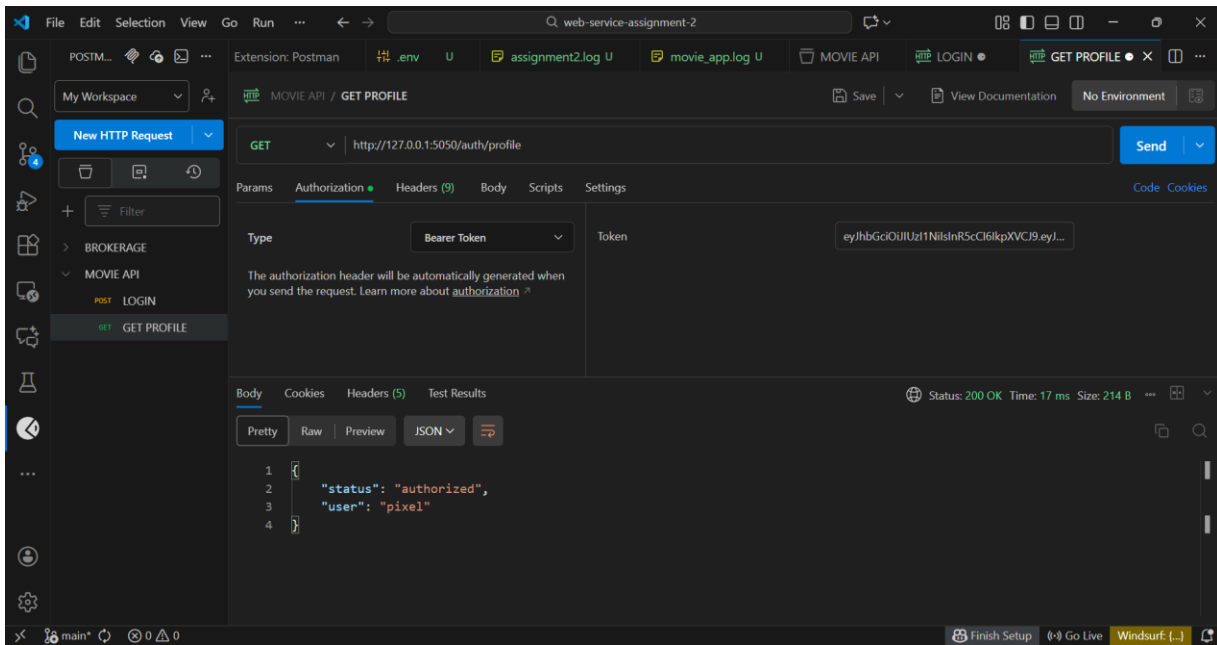 File Edit Selection View Go Run ··· ← → web-service-assignment-2
POSTM... ···
Extension: Postman .env U assignment2.log U movie_app.log U MOVIE API LOGIN GET PROFILE ···
My Workspace
MOVIE API / GET PROFILE Save View Documentation No Environment
New HTTP Request
GET http://127.0.0.1:5050/auth/profile Send
4
Params Authorization Headers (9) Body Scripts Settings Code Cookies
+ Filter
Type Bearer Token Token eyJhbGciOiJIUzI1NiIsInR5cCI6IkpXVCJ9.eyJ...
BROKERAGE
MOVIE API
The authorization header will be automatically generated when
you send the request. Learn more about authorization
POST LOGIN
GET GET PROFILE
Body Cookies Headers (5) Test Results Status: 200 OK Time: 17 ms Size: 214 B ···
Pretty Raw Preview JSON
1 {
2 "status": "authorized",
3 "user": "pixel"
4 }
main* 0 0 Finish Setup Go Live Windsurf: {...}